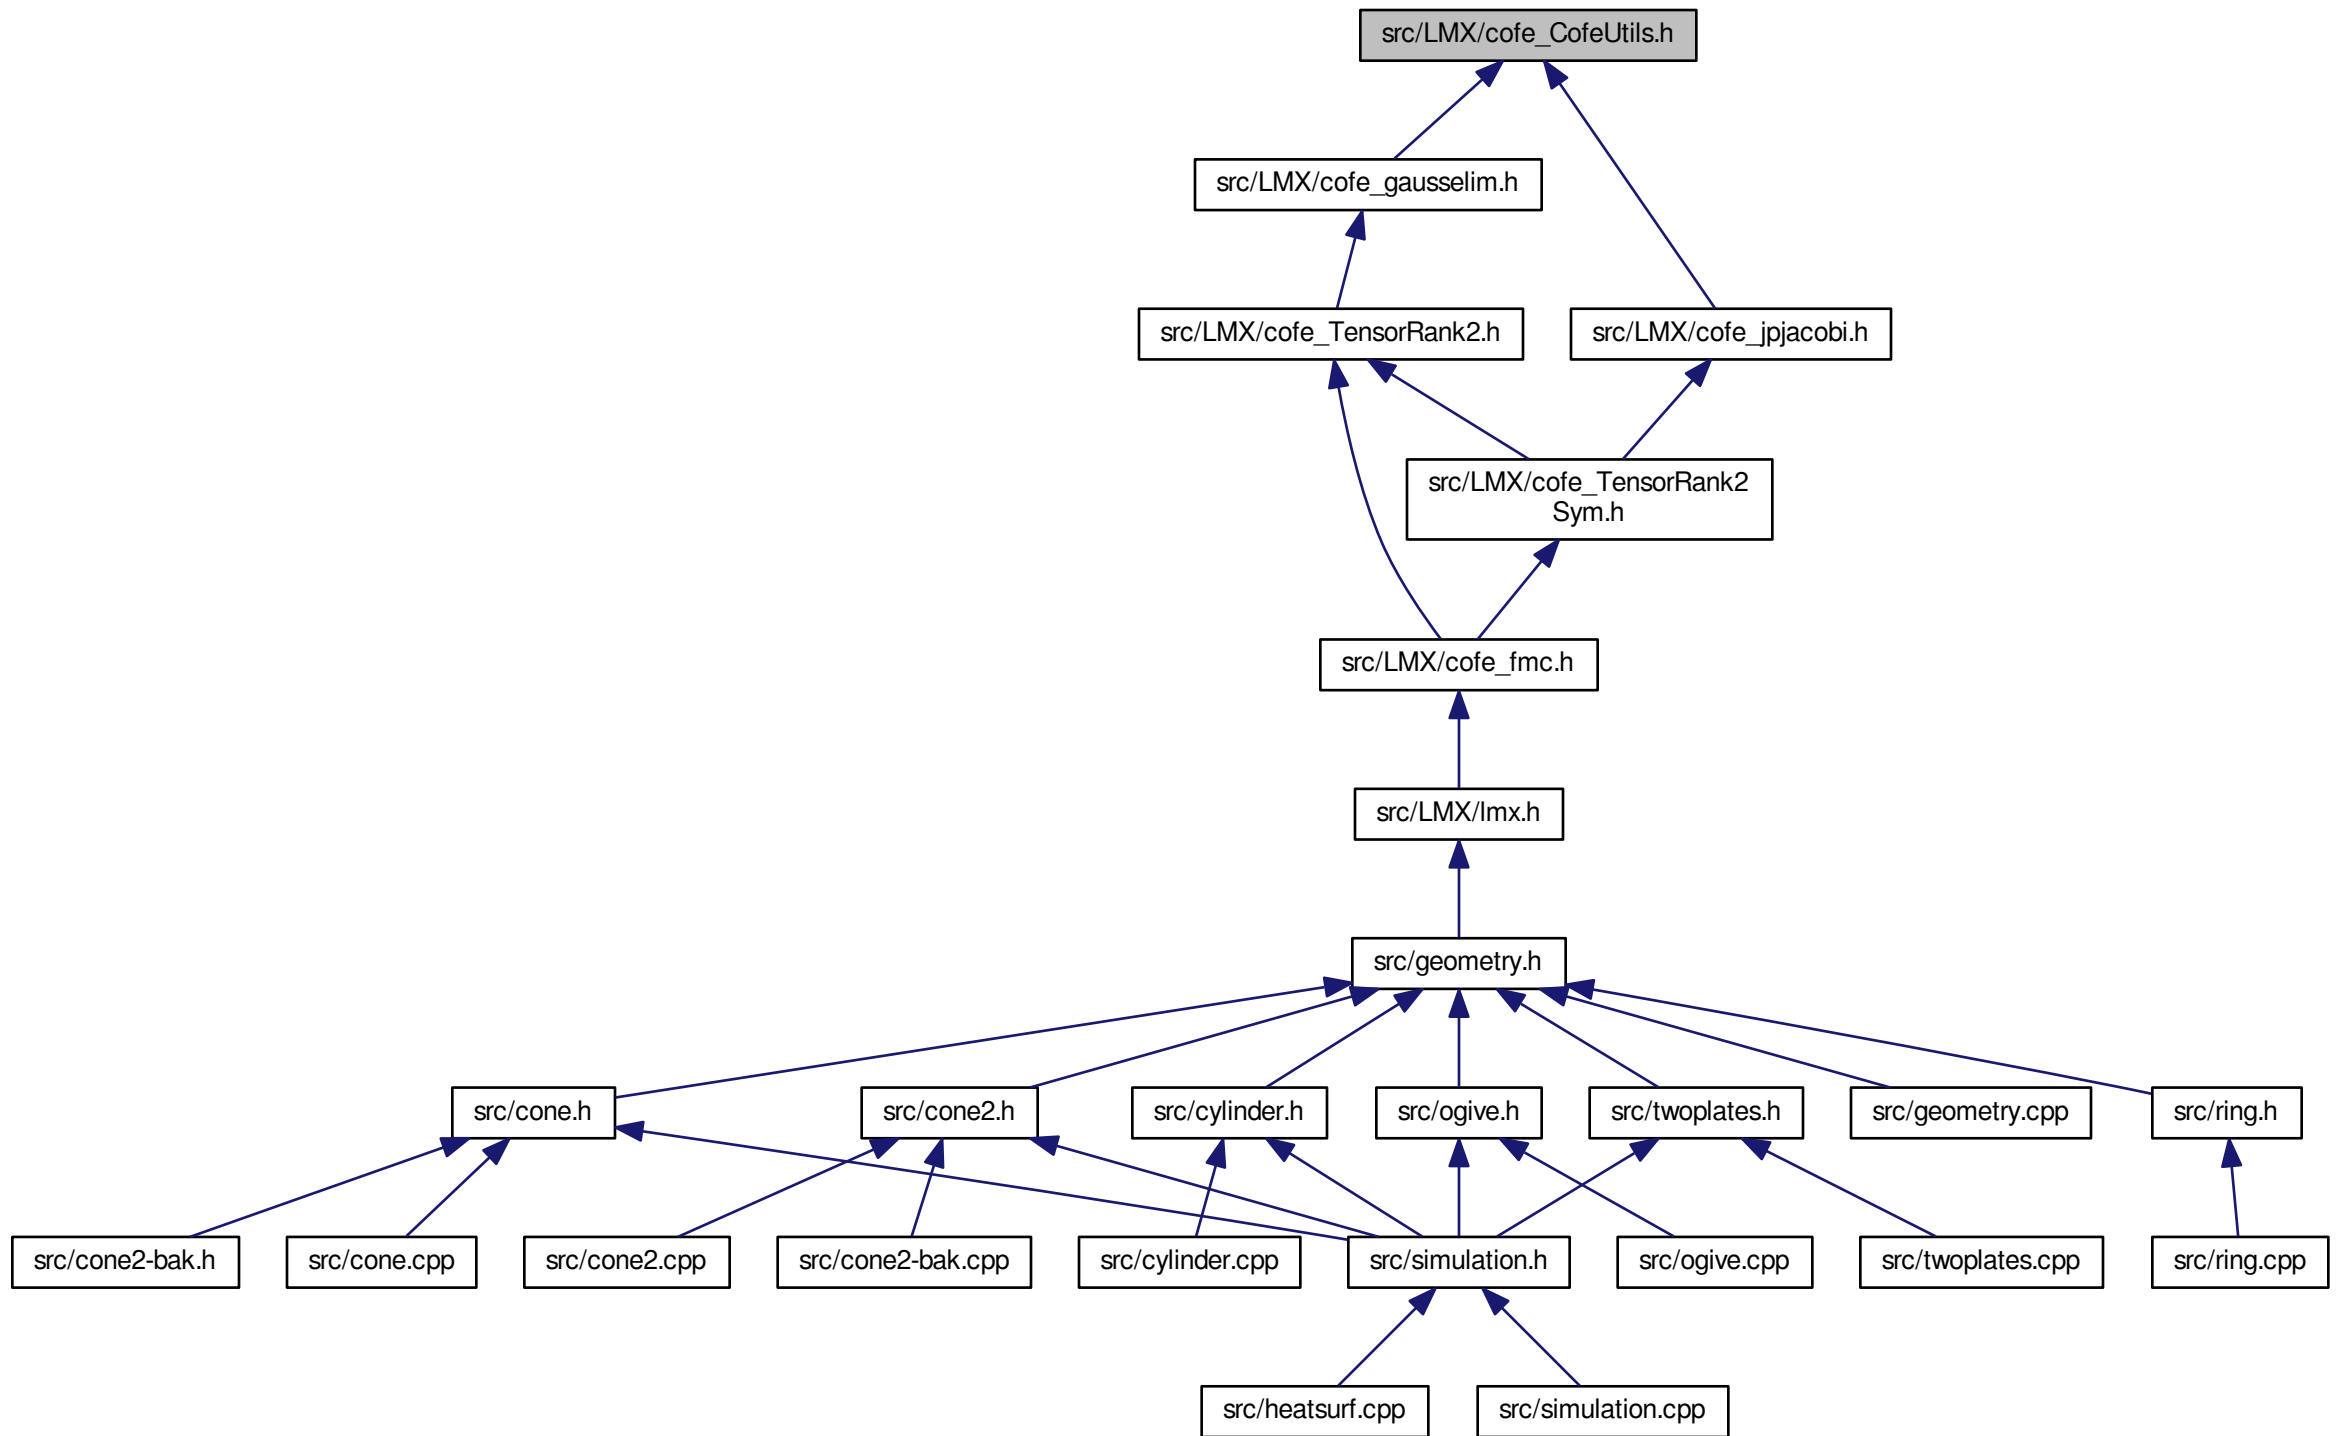 src/LMX/cofe_CofeUtils.h
src/LMX/cofe_gausselim.h
src/LMX/cofe_TensorRank2.h
src/LMX/cofe_jpjacobi.h
src/LMX/cofe_TensorRank2
Sym.h
src/LMX/cofe_fmc.h
src/LMX/lmx.h
src/geometry.h
src/cone.h
src/cone2.h
src/cylinder.h
src/ogive.h
src/twoplates.h
src/geometry.cpp
src/ring.h
src/cone2-bak.h
src/cone.cpp
src/cone2.cpp
src/cone2-bak.cpp
src/cylinder.cpp
src/simulation.h
src/ogive.cpp
src/twoplates.cpp
src/ring.cpp
src/heatsurf.cpp
src/simulation.cpp